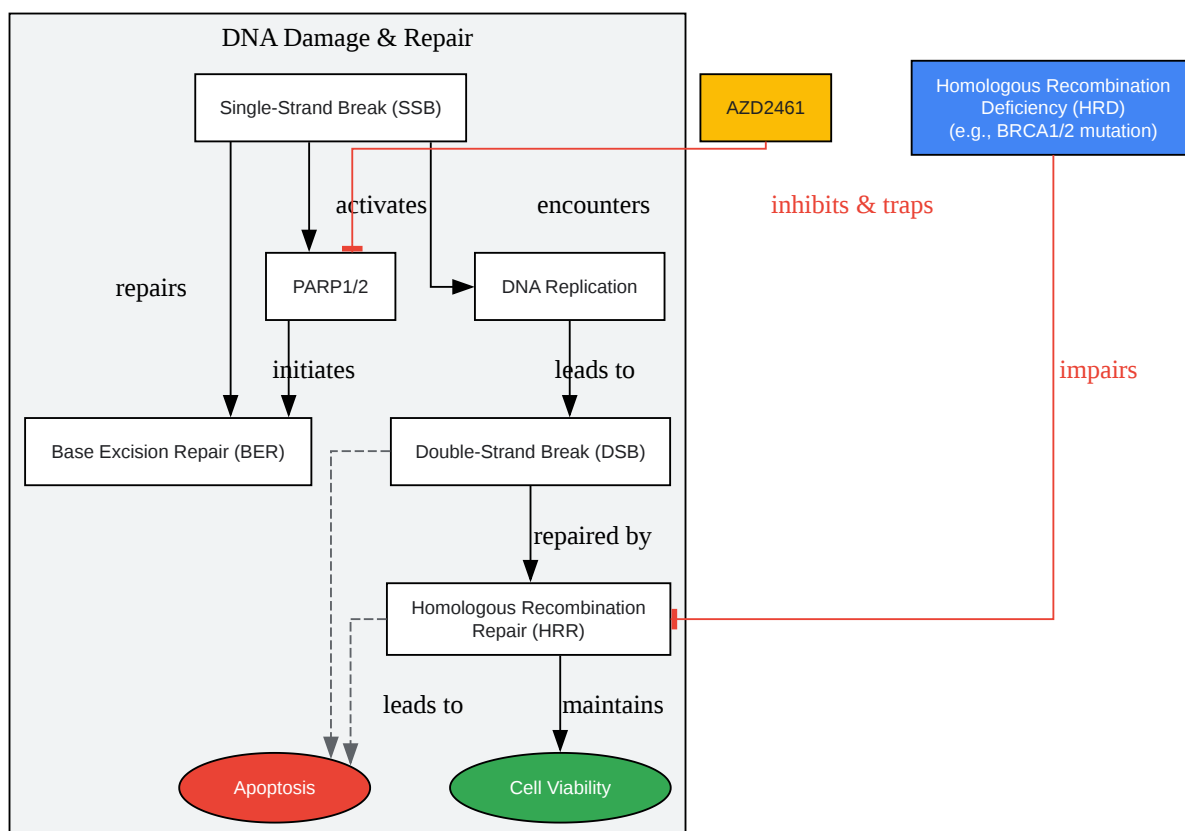 DNA Damage & Repair
Single-Strand Break (SSB)
AZD2461
Homologous Recombination
Deficiency (HRD)
(e.g., BRCA1/2 mutation)
activates
encounters
inhibits & traps
repairs
PARP1/2
DNA Replication
initiates
leads to
impairs
Base Excision Repair (BER)
Double-Strand Break (DSB)
repaired by
Homologous Recombination
Repair (HRR)
leads to
maintains
Apoptosis
Cell Viability